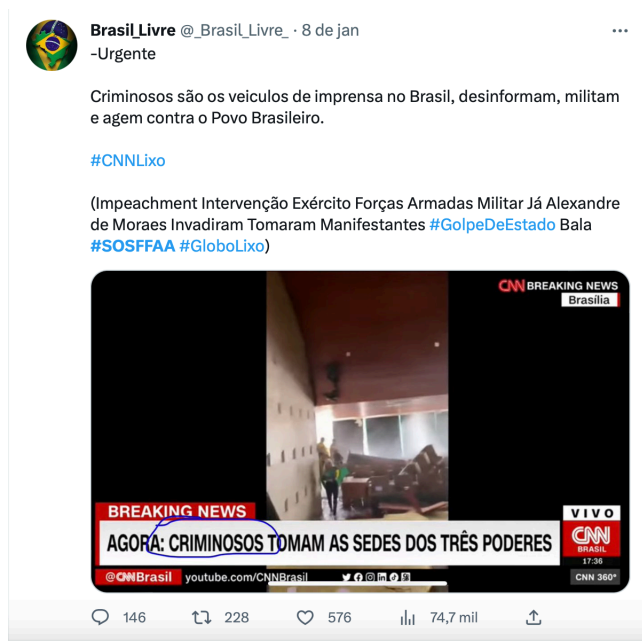 Brasil_Livre @_Brasil_Livre_ · 8 de jan
-Urgente
Criminosos são os veiculos de imprensa no Brasil, desinformam, militam
e agem contra o Povo Brasileiro.
#CNNLixo
(Impeachment Intervenção Exército Forças Armadas Militar Já Alexandre
de Moraes Invadiram Tomaram Manifestantes #GolpeDeEstado Bala
#SOSFFAA #GloboLixo)
CNN BREAKING NEWS
Brasília
BREAKING NEWS
AGORA: CRIMINOSOS TOMAM AS SEDES DOS TRÊS PODERES
VIVO
CNN
BRASIL
17:36
@CNNBrasil youtube.com/CNNBrasil
CNN 360°
146 228 576 74,7 mil